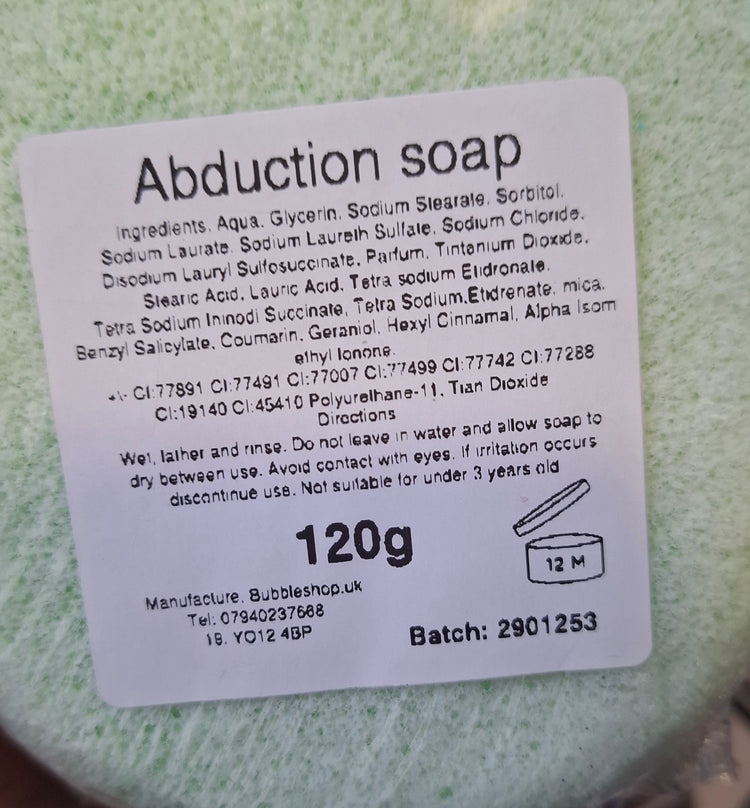 Abduction soap
Ingredients. Aqua. Glycerin. Sodium Stearate. Sorbitol.
Sodium Laurate. Sodium Laureth Sulfate. Sodium Chloride.
Disodium Lauryl Sulfosuccinate. Parfum. Tintanium Dioxide.
Stearic Acid. Lauric Acid. Tetra sodium Etidronate.
Tetra Sodium Ininodi Succinate, Tetra Sodium.Etidrenate. mica.
Benzyl Salicylate. Coumarin. Geraniol. Hexyl Cinnamal. Alpha Isom
ethyl Ionone.
+\- CI:77891 CI:77491 CI:77007 CI:77499 CI:77742 CI:77288
CI:19140 CI:45410 Polyurethane-11. Tian Dioxide
Directions
Wet, lather and rinse. Do not leave in water and allow soap to
dry between use. Avoid contact with eyes. If irritation occurs
discontinue use. Not suitable for under 3 years old
120g
12 M
Manufacture. Bubbleshop.uk
Tel: 07940237668
18. YO12 4BP
Batch: 2901253